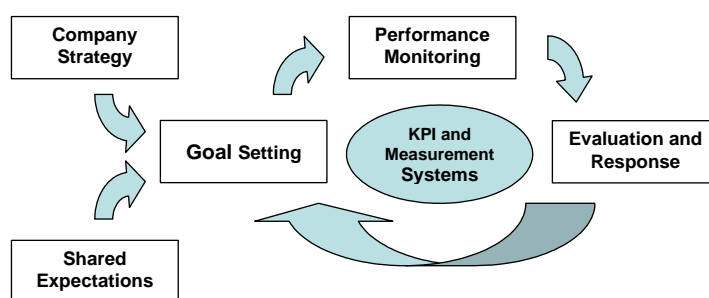 Company
Strategy
Performance
Monitoring
Goal Setting
KPI and
Measurement
Systems
Evaluation and
Response
Shared
Expectations